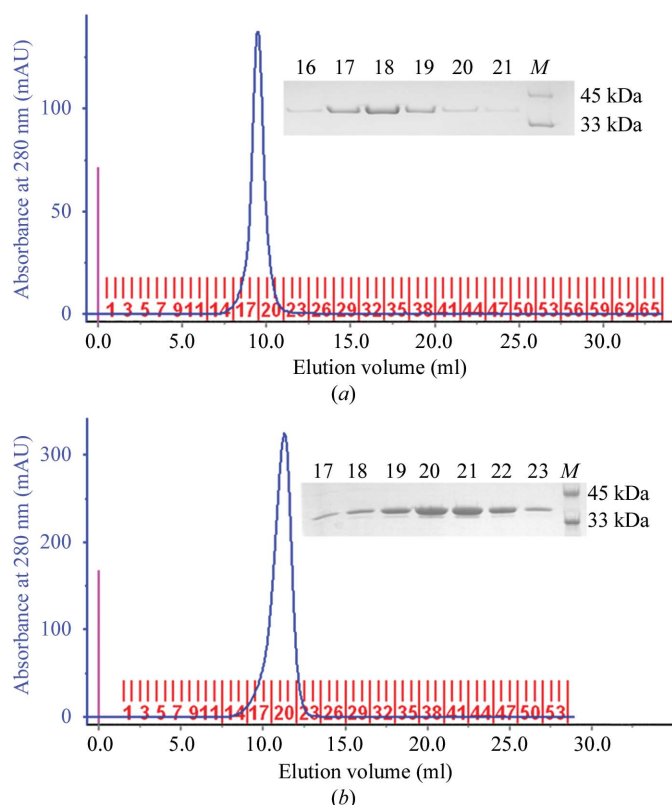 16 17 18 19 20 21 M
45 kDa
33 kDa
100
50
0
Absorbance at 280 nm (mAU)
1 3 5 7 9 11 14 17 20 23 26 29 32 35 38 41 44 47 50 53 56 59 62 65
0.0 5.0 10.0 15.0 20.0 25.0 30.0
Elution volume (ml)
(a)
17 18 19 20 21 22 23 M
45 kDa
33 kDa
300
200
100
0
Absorbance at 280 nm (mAU)
1 3 5 7 9 11 14 17 20 23 26 29 32 35 38 41 44 47 50 53
0.0 5.0 10.0 15.0 20.0 25.0 30.0
Elution volume (ml)
(b)